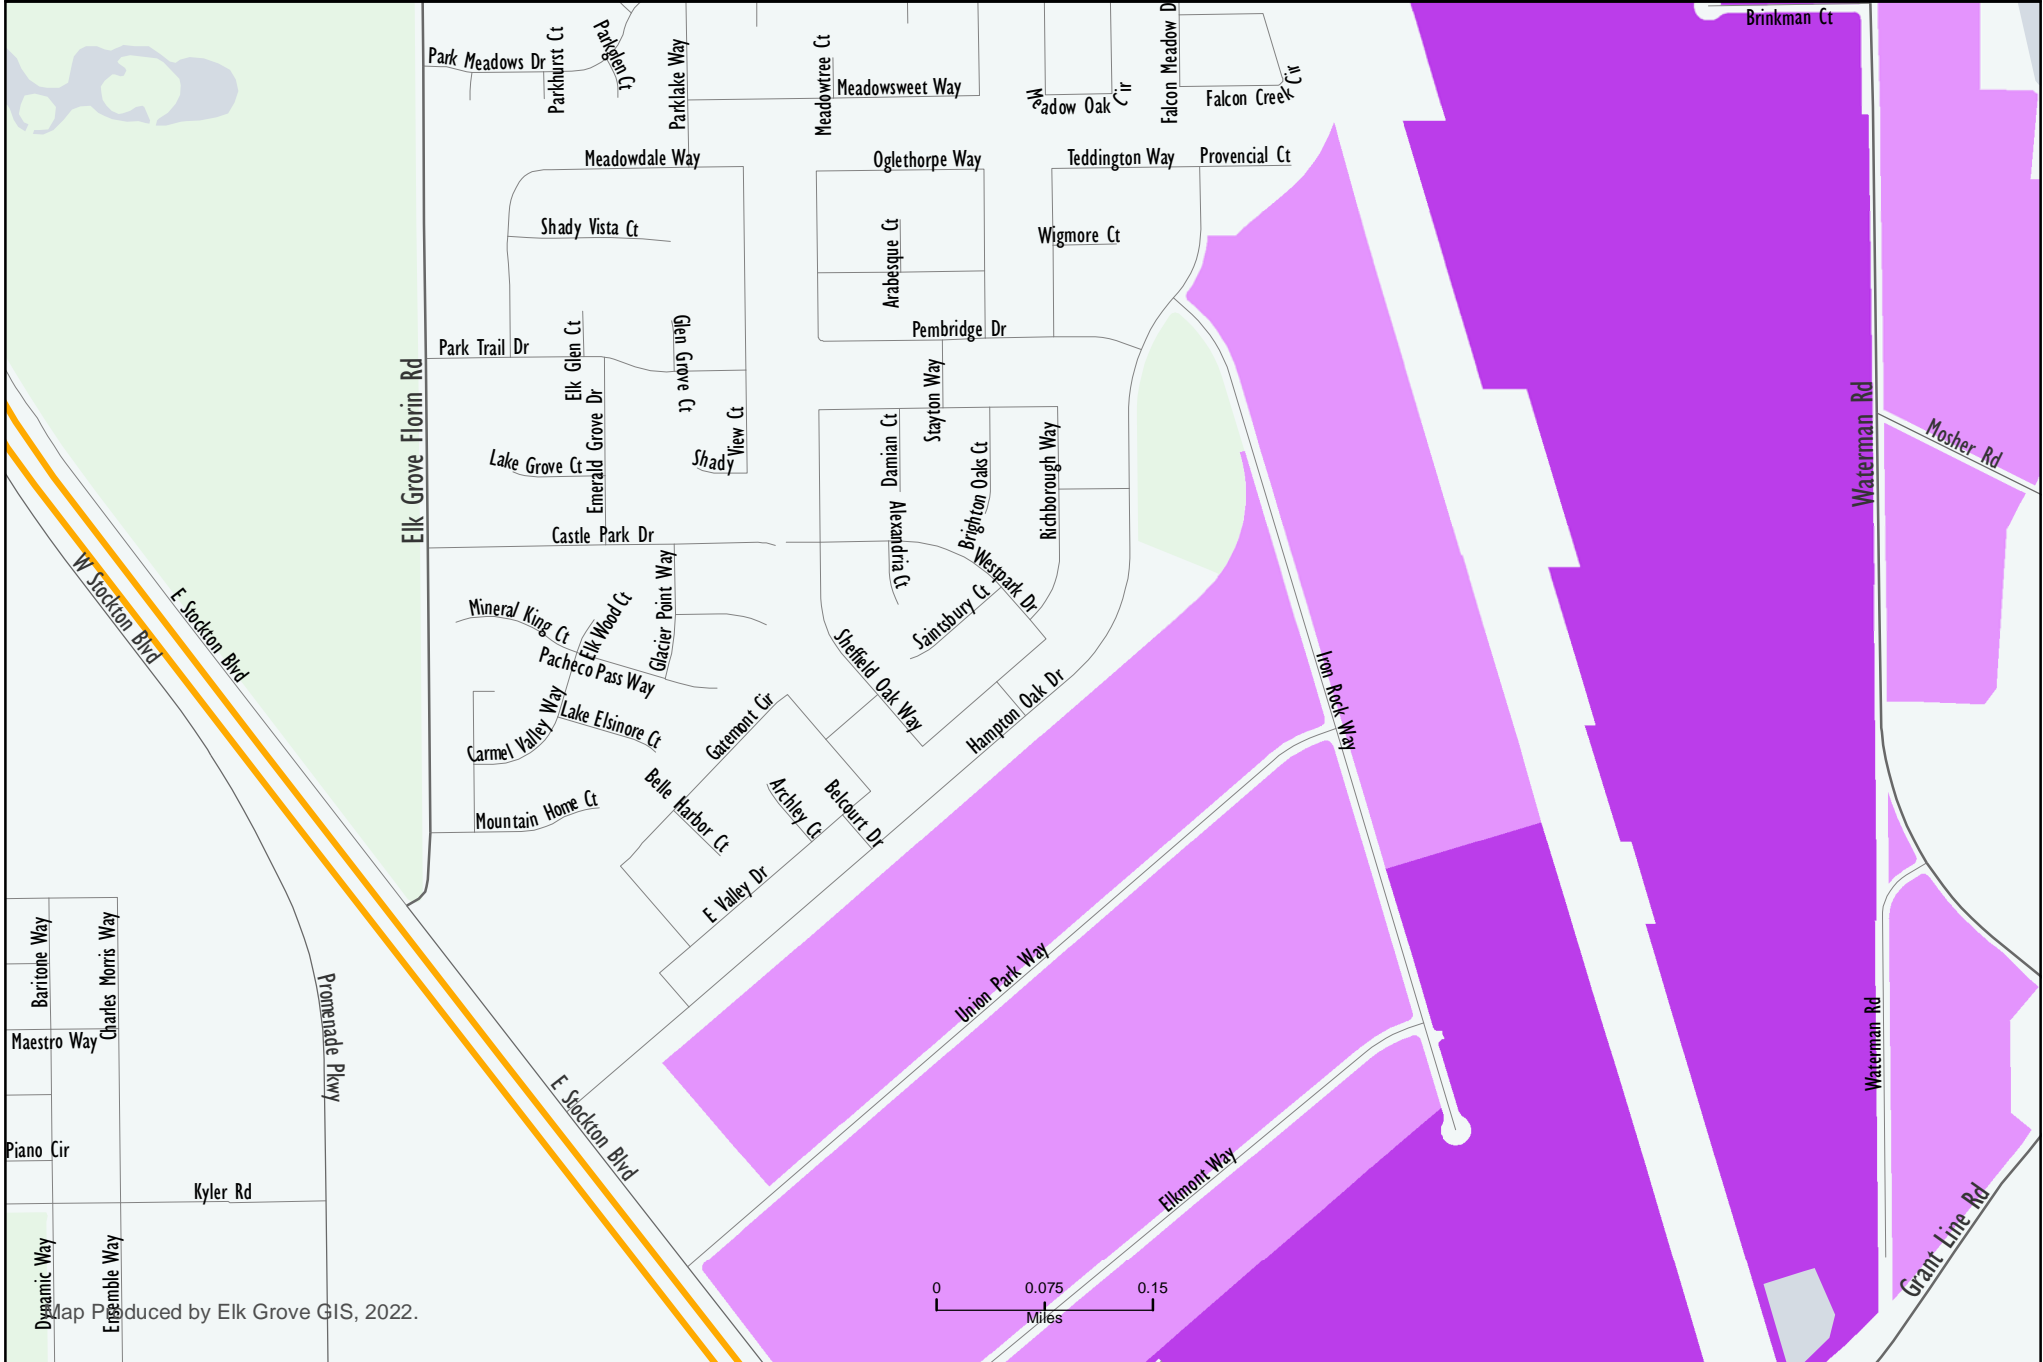 Brinkman Ct
Park Meadows Dr
Parkhurst Ct
Parkglen Ct
Parklake Way
Meadowtree Ct
Meadowsweet Way
Meadow Oak Cir
Falcon Meadow D
Falcon Creek Cir
Meadowdale Way
Oglethorpe Way
Teddington Way
Provencial Ct
Shady Vista Ct
Arabesque Ct
Wigmore Ct
Pembridge Dr
Park Trail Dr
Elk Glen Ct
Glen Grove Ct
Elk Grove Florin Rd
Emerald Grove Dr
Stayton Way
Waterman Rd
Mosher Rd
Lake Grove Ct
Shady View Ct
Damian Ct
Brighton Oaks Ct
Richborough Way
Castle Park Dr
Alexandria Ct
Westpark Dr
W Stockton Blvd
E Stockton Blvd
Mineral King Ct
Elk Wood Ct
Glacier Point Way
Saintsbury Ct
Pacheco Pass Way
Sheffield Oak Way
Iron Rock Way
Carmel Valley Way
Lake Elsinore Ct
Gatemont Cir
Hampton Oak Dr
Belle Harbor Ct
Archley Ct
Belcourt Dr
Mountain Home Ct
E Valley Dr
Baritone Way
Charles Morris Way
Union Park Way
Promenade Pkwy
Maestro Way
Waterman Rd
E Stockton Blvd
Piano Cir
Elkmont Way
Kyler Rd
Grant Line Rd
Dynamic Way
Ensemble Way
0 0.075 0.15
Miles
Map Produced by Elk Grove GIS, 2022.